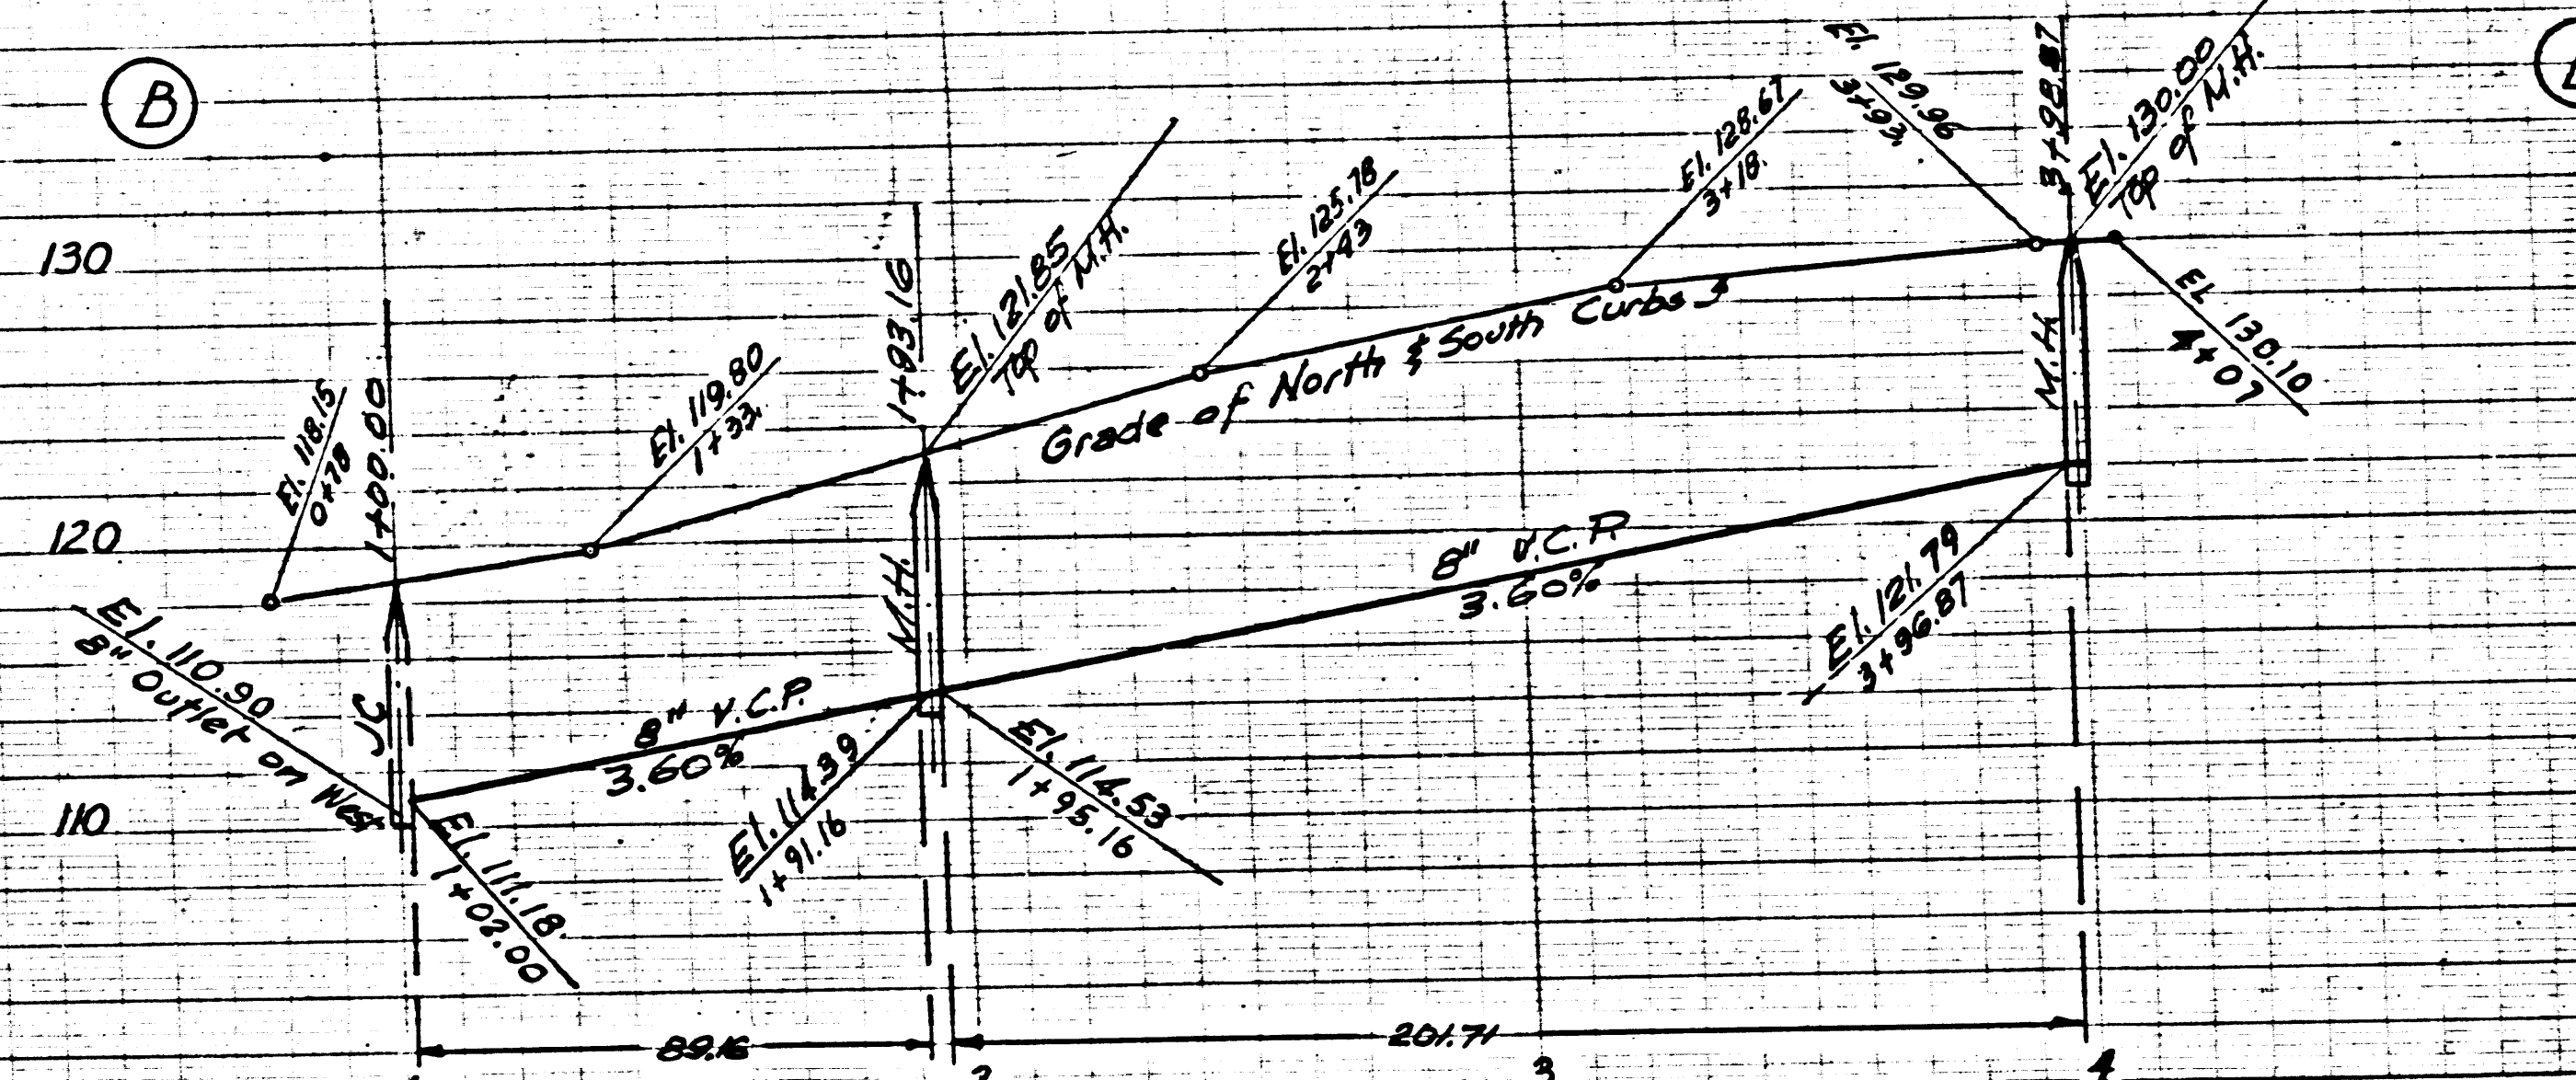 B
130
120
110
El. 118.15
0+78
1+00.00
El. 119.80
1+33.
1+93.16
El. 121.85
Top of M.H.
El. 125.78
2+43
El. 128.67
3+18.
El. 129.96
3+93
El. 130.00
Top of M.H.
El. 130.10
4+07
Grade of North & South Curbs
M.H.
M.H.
El. 110.90
8" Outlet on West
El. 111.18
1+02.00
8" V.C.P.
3.60%
El. 114.39
1+91.16
El. 114.53
1+95.16
8" V.C.P.
3.60%
El. 121.79
3+96.87
89.16
201.71
2
3
4